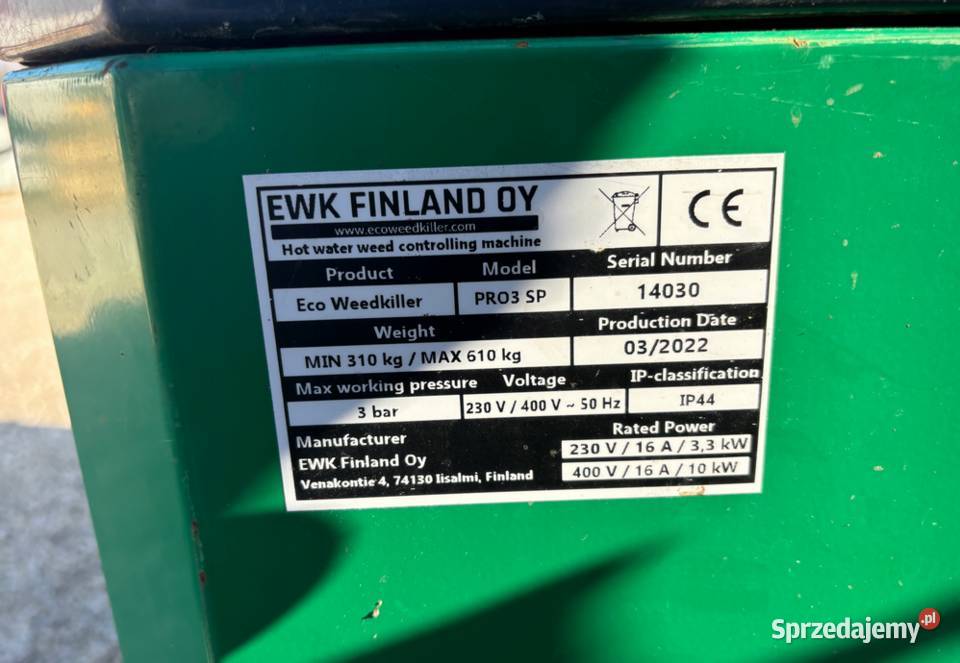 EWK FINLAND OY
www.ecoweedkiller.com
Hot water weed controlling machine
CE
Product Model Serial Number
Eco Weedkiller PRO3 SP 14030
Weight Production Date
MIN 310 kg / MAX 610 kg 03/2022
Max working pressure Voltage IP-classification
3 bar 230 V / 400 V ~ 50 Hz IP44
Manufacturer Rated Power
EWK Finland Oy 230 V / 16 A / 3,3 kW
Venakontie 4, 74130 Iisalmi, Finland 400 V / 16 A / 10 kW
Sprzedajemy.pl